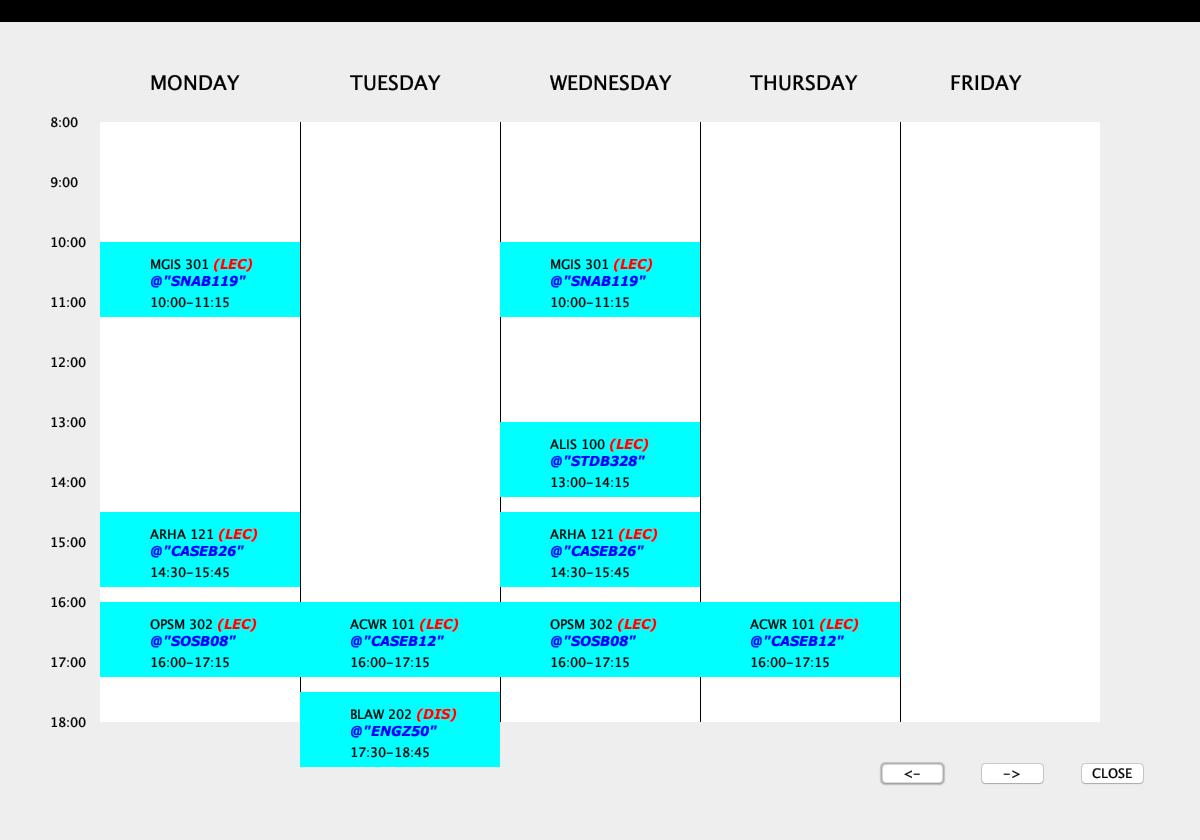 MONDAY TUESDAY WEDNESDAY THURSDAY FRIDAY
8:00
9:00
10:00
MGIS 301 (LEC) MGIS 301 (LEC)
@"SNAB119" @"SNAB119"
11:00 10:00-11:15 10:00-11:15
12:00
13:00
ALIS 100 (LEC)
@"STDB328"
14:00 13:00-14:15
ARHA 121 (LEC) ARHA 121 (LEC)
15:00 @"CASEB26" @"CASEB26"
14:30-15:45 14:30-15:45
16:00
OPSM 302 (LEC) ACWR 101 (LEC) OPSM 302 (LEC) ACWR 101 (LEC)
@"SOSB08" @"CASEB12" @"SOSB08" @"CASEB12"
17:00 16:00-17:15 16:00-17:15 16:00-17:15 16:00-17:15
BLAW 202 (DIS)
18:00 @"ENGZ50"
17:30-18:45
<- -> CLOSE